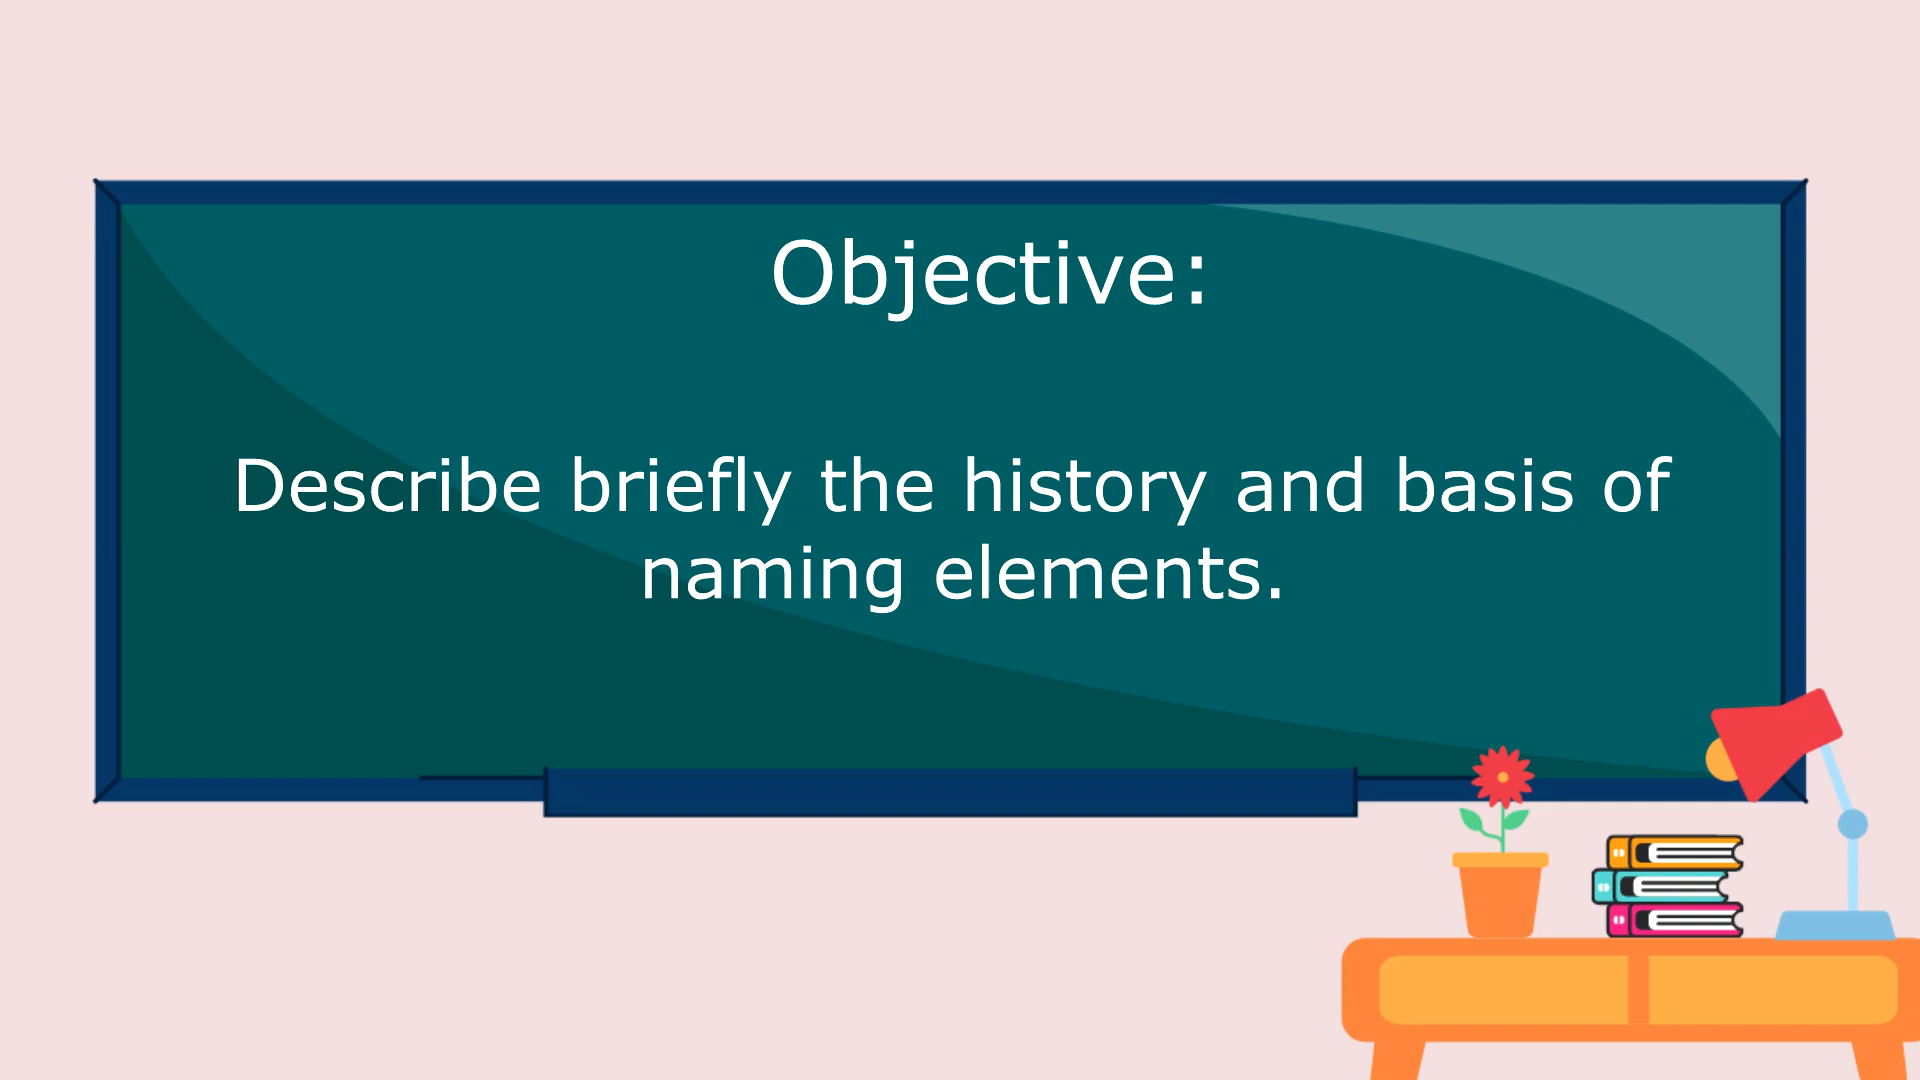 Objective:
Describe briefly the history and basis of
naming elements.